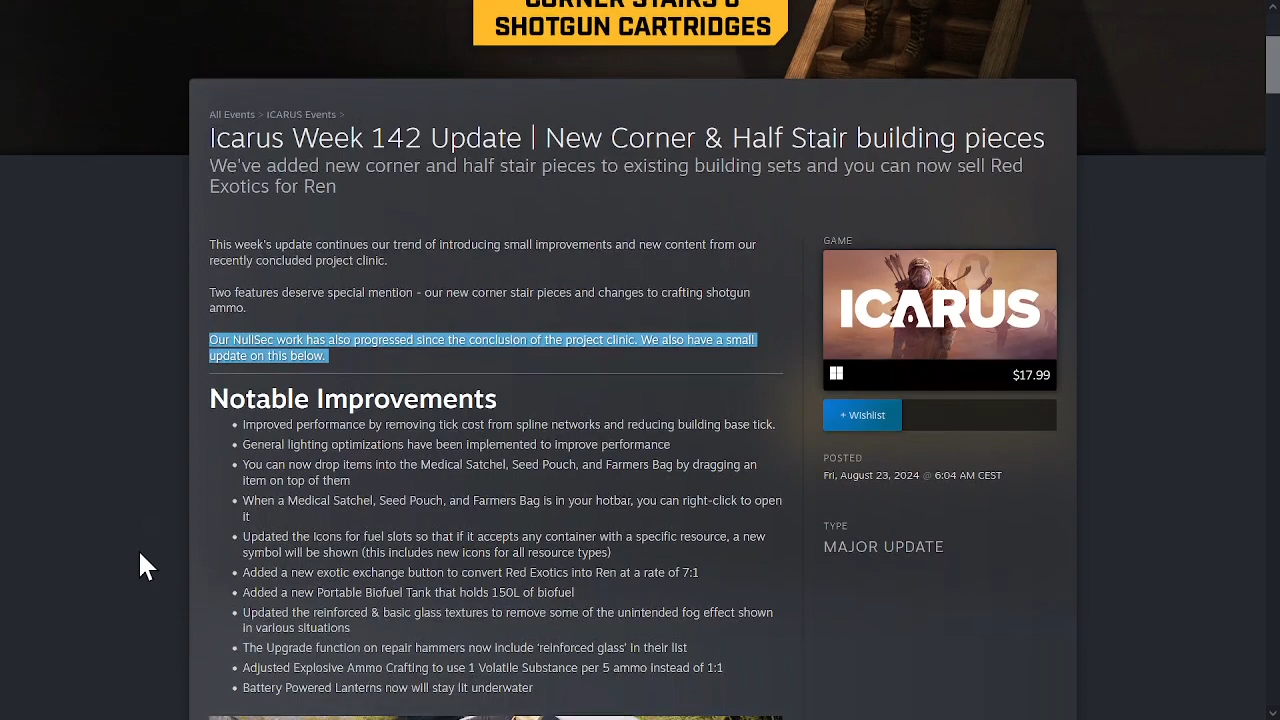 CORNER STAIRS &
SHOTGUN CARTRIDGES
All Events > ICARUS Events >
Icarus Week 142 Update | New Corner & Half Stair building pieces
We've added new corner and half stair pieces to existing building sets and you can now sell Red
Exotics for Ren
This week's update continues our trend of introducing small improvements and new content from our
recently concluded project clinic.
Two features deserve special mention - our new corner stair pieces and changes to crafting shotgun
ammo.
Our NullSec work has also progressed since the conclusion of the project clinic. We also have a small
update on this below.
Notable Improvements
• Improved performance by removing tick cost from spline networks and reducing building base tick.
• General lighting optimizations have been implemented to improve performance
• You can now drop items into the Medical Satchel, Seed Pouch, and Farmers Bag by dragging an
item on top of them
• When a Medical Satchel, Seed Pouch, and Farmers Bag is in your hotbar, you can right-click to open
it
• Updated the Icons for fuel slots so that if it accepts any container with a specific resource, a new
symbol will be shown (this includes new icons for all resource types)
• Added a new exotic exchange button to convert Red Exotics into Ren at a rate of 7:1
• Added a new Portable Biofuel Tank that holds 150L of biofuel
• Updated the reinforced & basic glass textures to remove some of the unintended fog effect shown
in various situations
• The Upgrade function on repair hammers now include 'reinforced glass' in their list
• Adjusted Explosive Ammo Crafting to use 1 Volatile Substance per 5 ammo instead of 1:1
• Battery Powered Lanterns now will stay lit underwater
GAME
ICARUS
$17.99
+ Wishlist
POSTED
Fri, August 23, 2024 @ 6:04 AM CEST
TYPE
MAJOR UPDATE